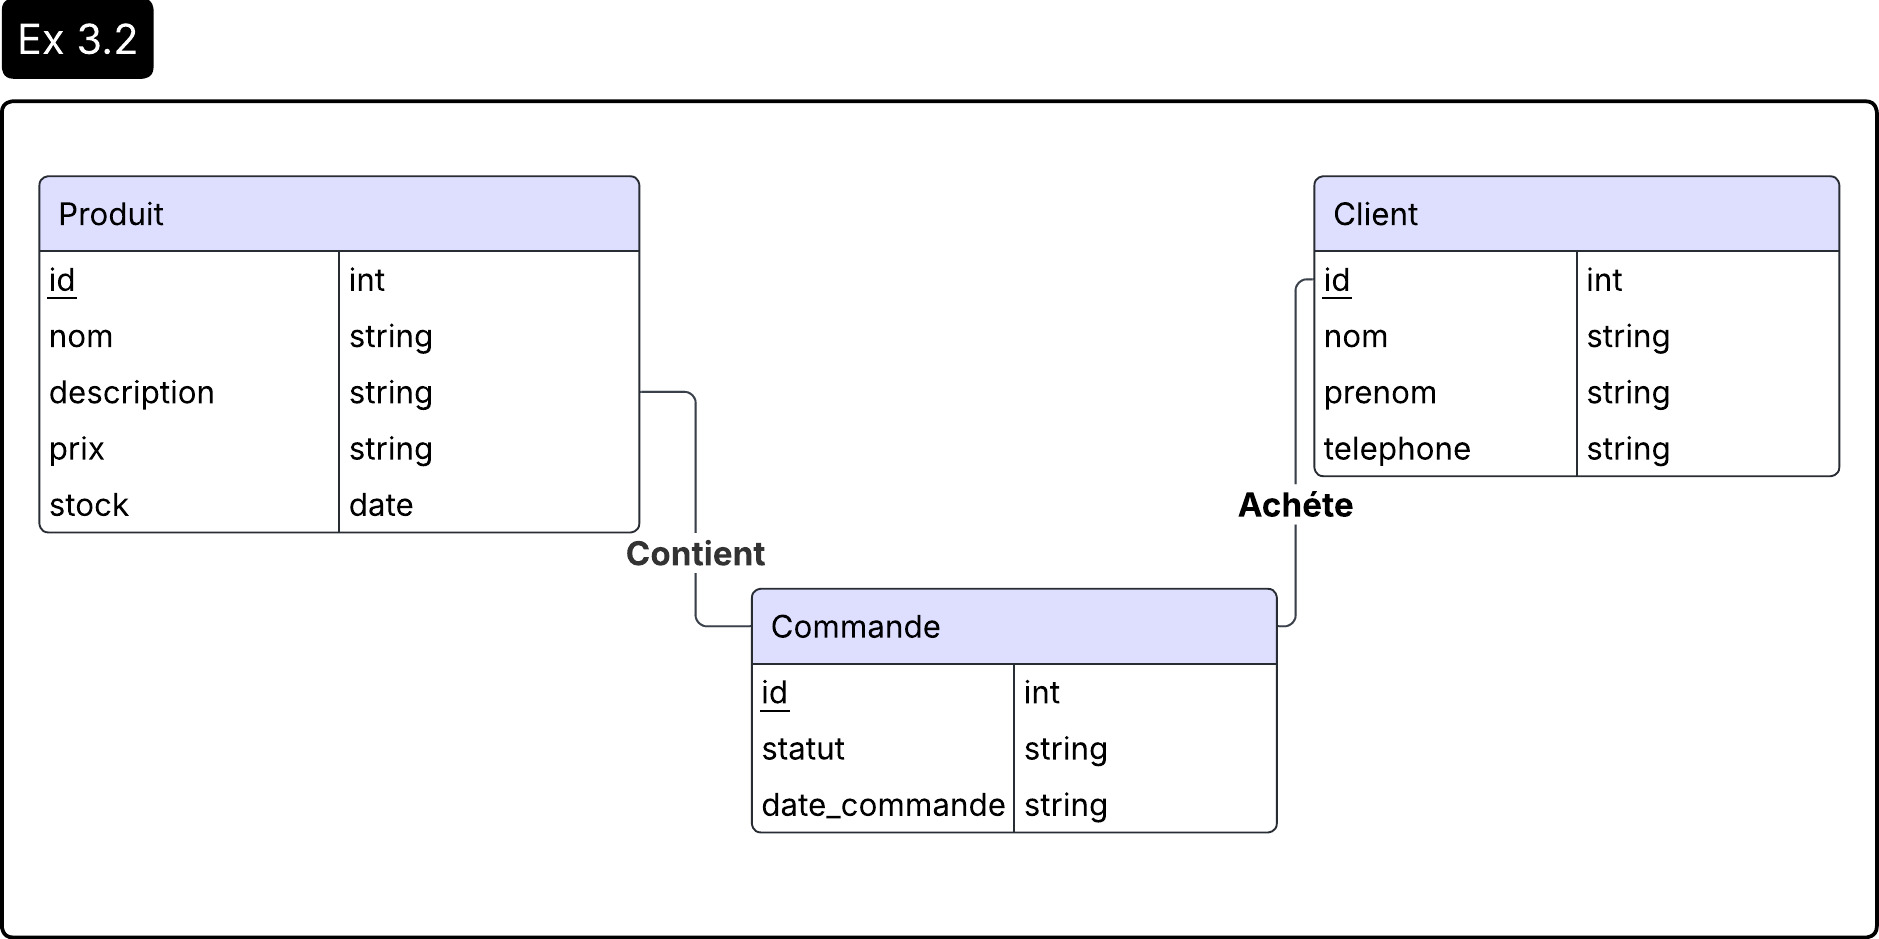 Ex 3.2
Produit
id int
nom string
description string
prix string
stock date
Client
id int
nom string
prenom string
telephone string
Achéte
Contient
Commande
id int
statut string
date_commande string